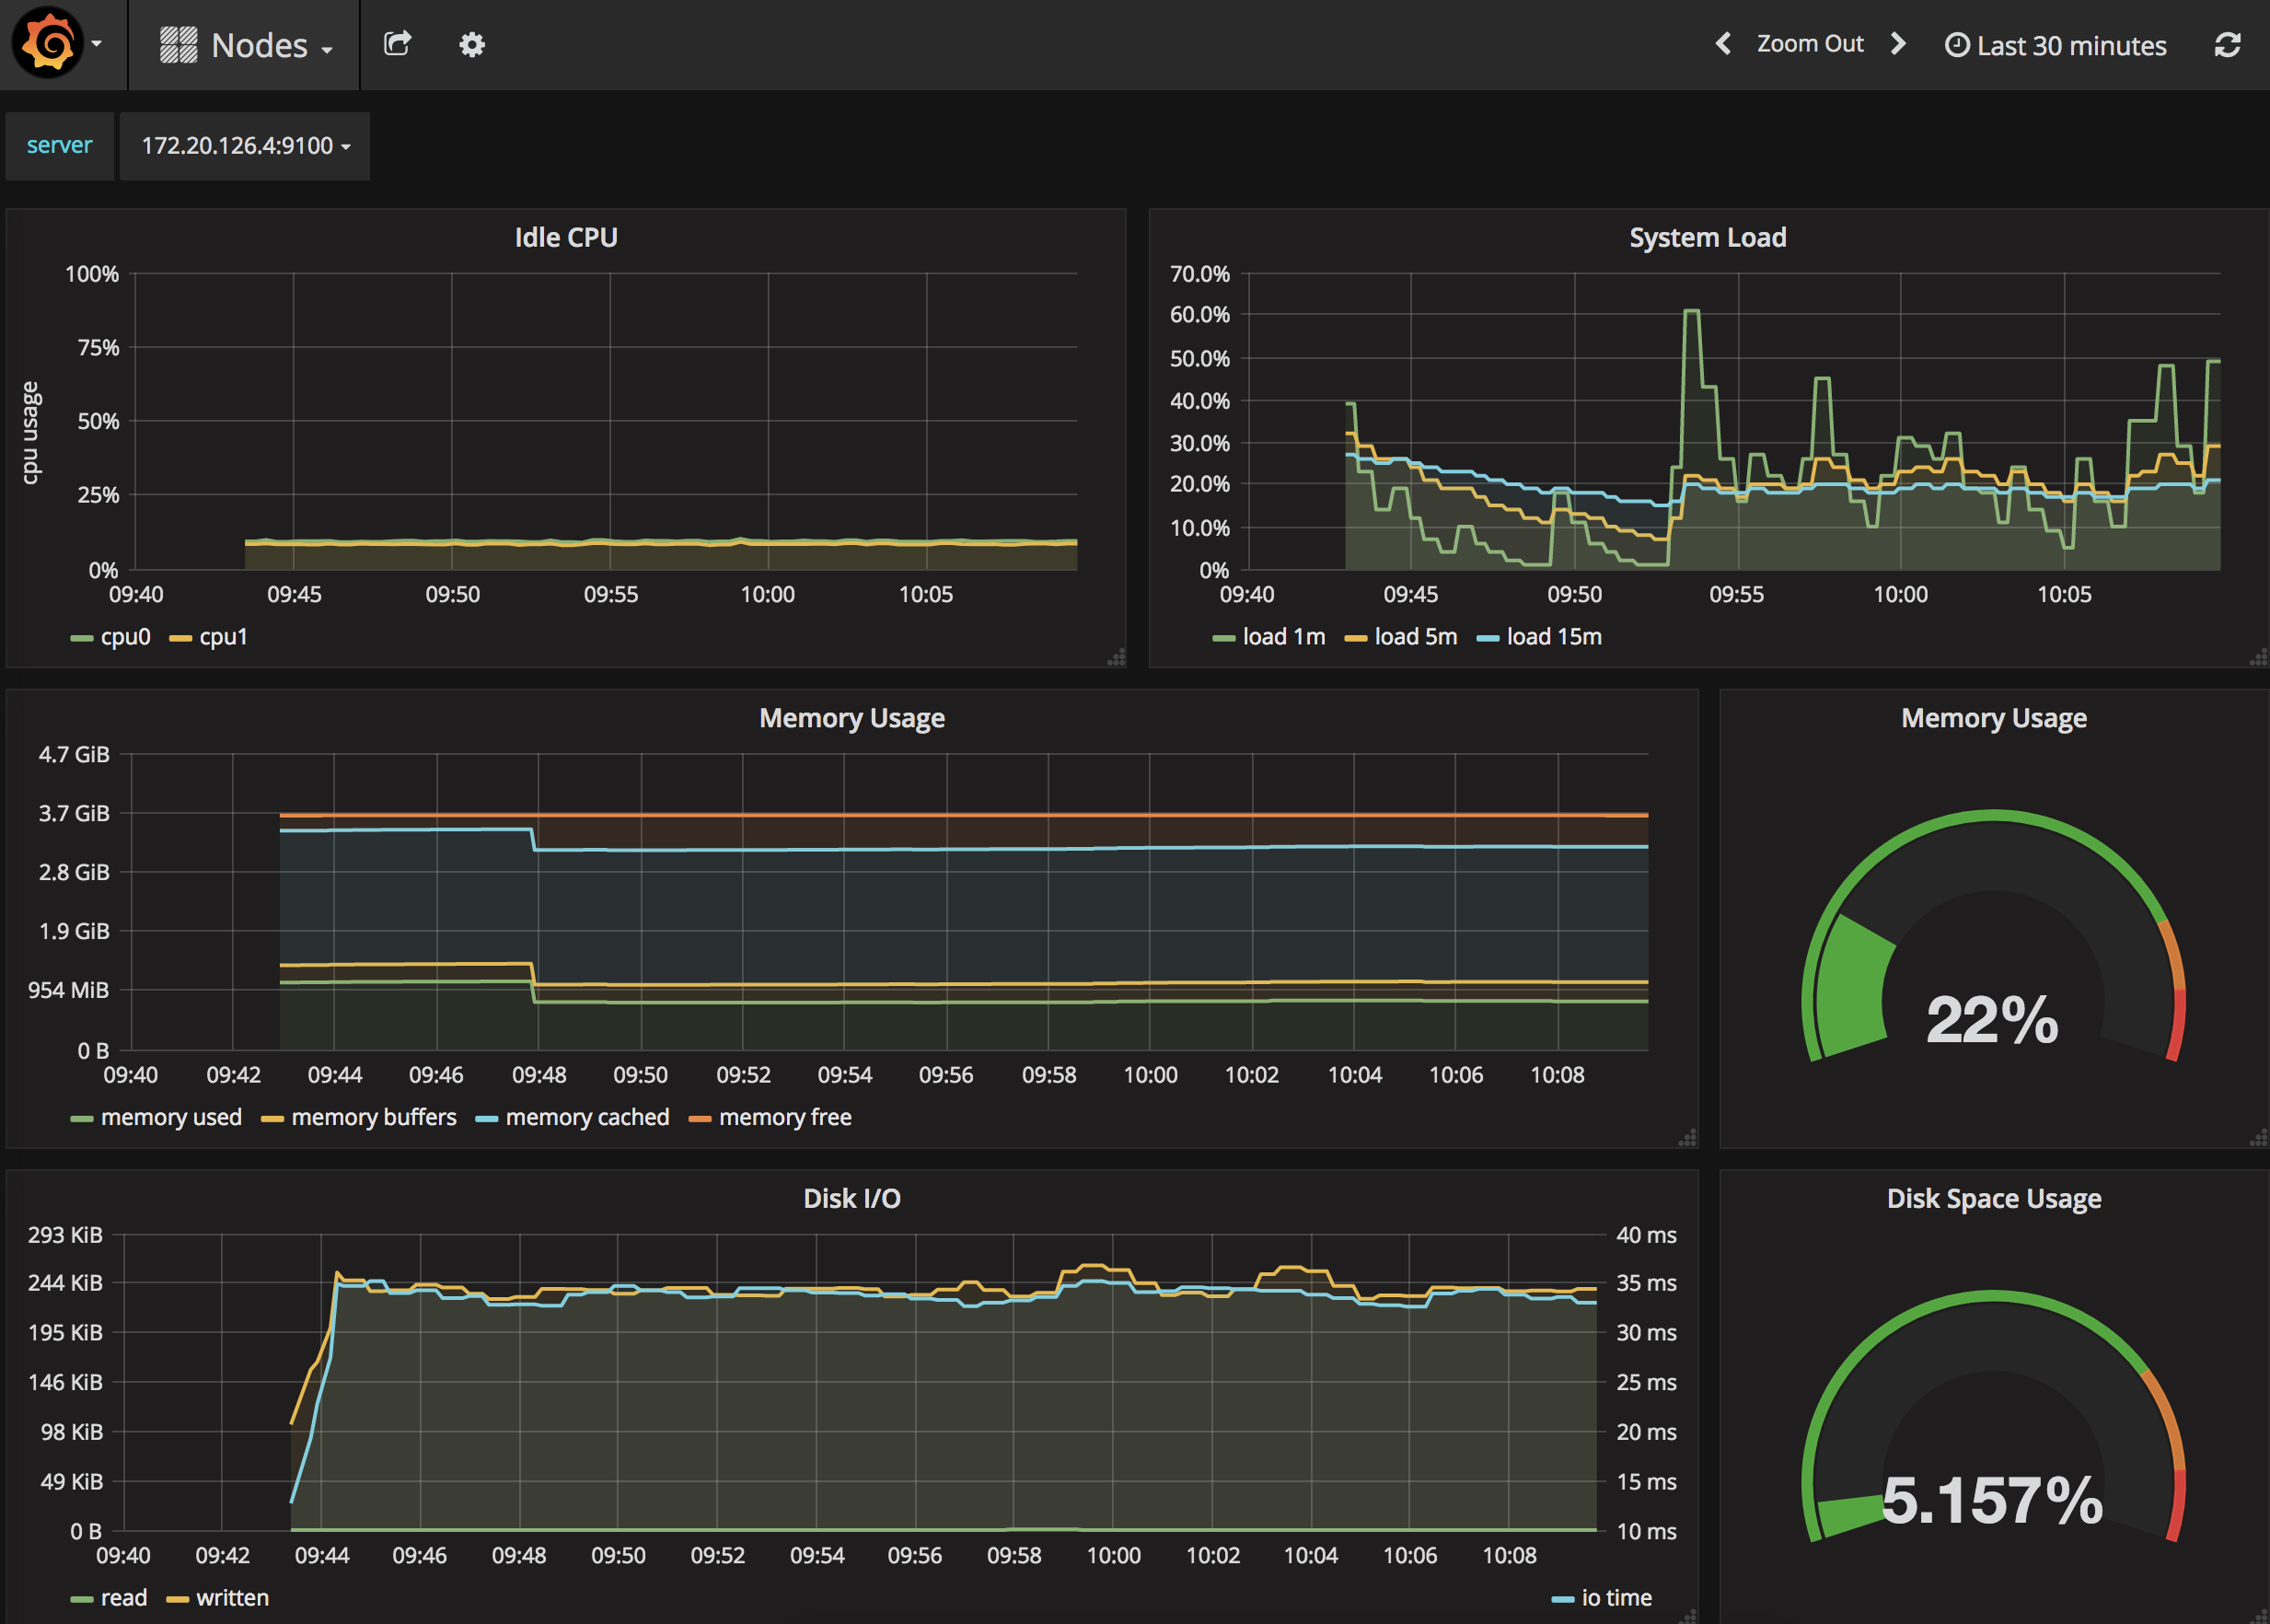 Nodes
Zoom Out
Last 30 minutes
server
172.20.126.4:9100
Idle CPU
100%
75%
50%
25%
0%
cpu usage
09:40 09:45 09:50 09:55 10:00 10:05
cpu0 cpu1
System Load
70.0%
60.0%
50.0%
40.0%
30.0%
20.0%
10.0%
0%
09:40 09:45 09:50 09:55 10:00 10:05
load 1m load 5m load 15m
Memory Usage
4.7 GiB
3.7 GiB
2.8 GiB
1.9 GiB
954 MiB
0 B
09:40 09:42 09:44 09:46 09:48 09:50 09:52 09:54 09:56 09:58 10:00 10:02 10:04 10:06 10:08
memory used memory buffers memory cached memory free
Memory Usage
22%
Disk I/O
293 KiB
244 KiB
195 KiB
146 KiB
98 KiB
49 KiB
0 B
40 ms
35 ms
30 ms
25 ms
20 ms
15 ms
10 ms
09:40 09:42 09:44 09:46 09:48 09:50 09:52 09:54 09:56 09:58 10:00 10:02 10:04 10:06 10:08
read written io time
Disk Space Usage
5.157%